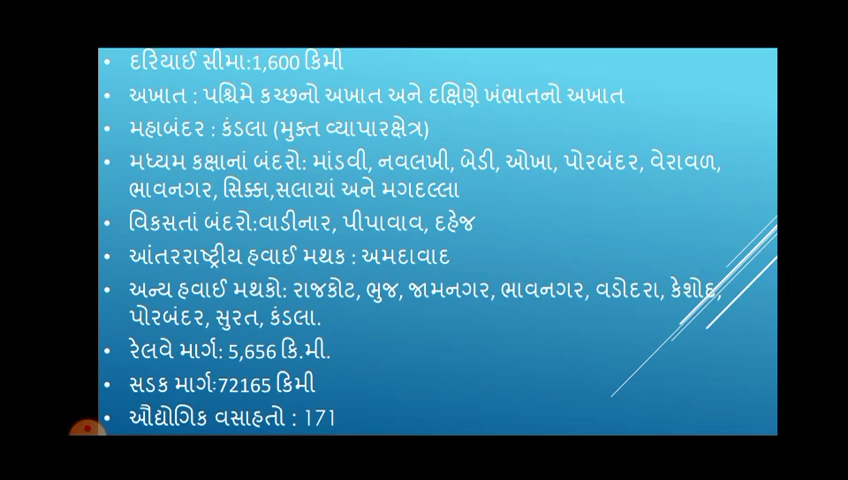 • દરિયાઈ સીમા:1,600 કિમી
• અખાત : પશ્ચિમે કચ્છનો અખાત અને દક્ષિણે ખંભાતનો અખાત
• મહાબંદર : કંડલા (મુક્ત વ્યાપારક્ષેત્ર)
• મધ્યમ કક્ષાનાં બંદરો: માંડવી, નવલખી, બેડી, ઓખા, પોરબંદર, વેરાવળ,
ભાવનગર, સિક્કા,સલાયાં અને મગદલ્લા
• વિકસતાં બંદરો:વાડીનાર, પીપાવાવ, દહેજ
• આંતરરાષ્ટ્રીય હવાઈ મથક : અમદાવાદ
• અન્ય હવાઈ મથકો: રાજકોટ, ભુજ, જામનગર, ભાવનગર, વડોદરા, કેશોદ,
પોરબંદર, સુરત, કંડલા.
• રેલવે માર્ગ: 5,656 કિ.મી.
• સડક માર્ગ:72165 કિમી
• ઔદ્યોગિક વસાહતો : 171